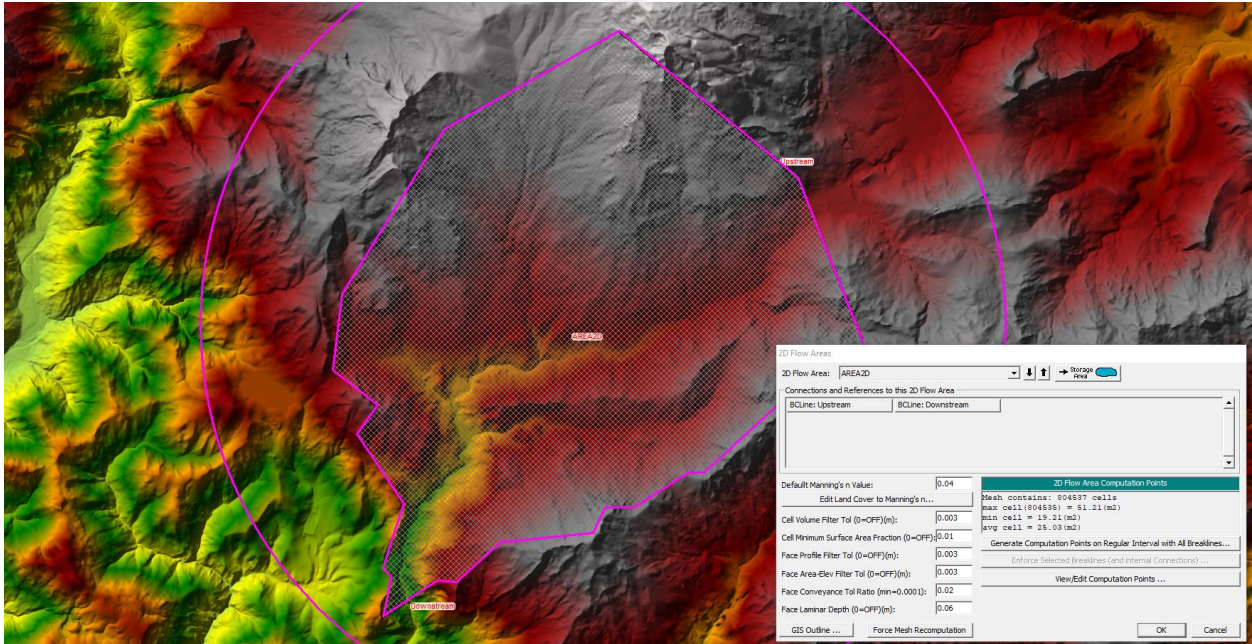 Upstream
AREA2D
Downstream
2D Flow Areas
2D Flow Area: AREA2D Storage Area
Connections and References to this 2D Flow Area
BCLine: Upstream BCLine: Downstream
Default Manning's n Value: 0.04
Edit Land Cover to Manning's n...
Cell Volume Filter Tol (0=OFF)(m): 0.003
Cell Minimum Surface Area Fraction (0=OFF): 0.01
Face Profile Filter Tol (0=OFF)(m): 0.003
Face Area-Elev Filter Tol (0=OFF)(m): 0.003
Face Conveyance Tol Ratio (min=0.0001): 0.02
Face Laminar Depth (0=OFF)(m): 0.06
2D Flow Area Computation Points
Mesh contains: 804537 cells
max cell(804535) = 51.21(m2)
min cell = 19.21(m2)
avg cell = 25.03(m2)
Generate Computation Points on Regular Interval with All Breaklines...
Enforce Selected Breaklines (and internal Connections) ...
View/Edit Computation Points ...
GIS Outline ... Force Mesh Recomputation OK Cancel